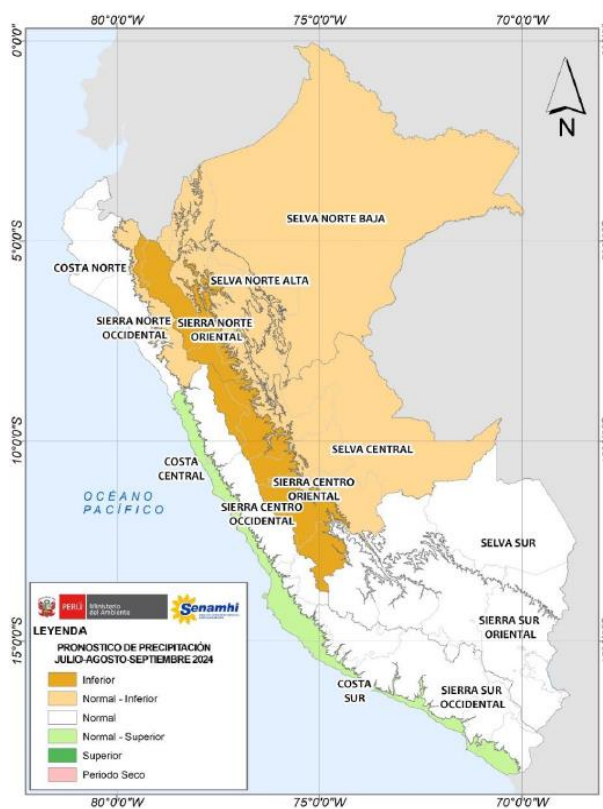 80°0'0"W 75°0'0"W 70°0'0"W
0°0'0"
N
SELVA NORTE BAJA
5°0'0"S
COSTA NORTE
SELVA NORTE ALTA
SIERRA NORTE
OCCIDENTAL
SIERRA NORTE
ORIENTAL
10°0'0"S
SELVA CENTRAL
COSTA
CENTRAL
SIERRA CENTRO
ORIENTAL
OCÉANO
PACÍFICO
SIERRA CENTRO
OCCIDENTAL
SELVA SUR
SIERRA SUR
ORIENTAL
15°0'0"S
COSTA
SUR
SIERRA SUR
OCCIDENTAL
PERÚ Ministerio
del Ambiente
Senamhi
LEYENDA
PRONOSTICO DE PRECIPITACIÓN
JULIO-AGOSTO-SEPTIEMBRE 2024
Inferior
Normal - Inferior
Normal
Normal - Superior
Superior
Periodo Seco
80°0'0"W 75°0'0"W 70°0'0"W